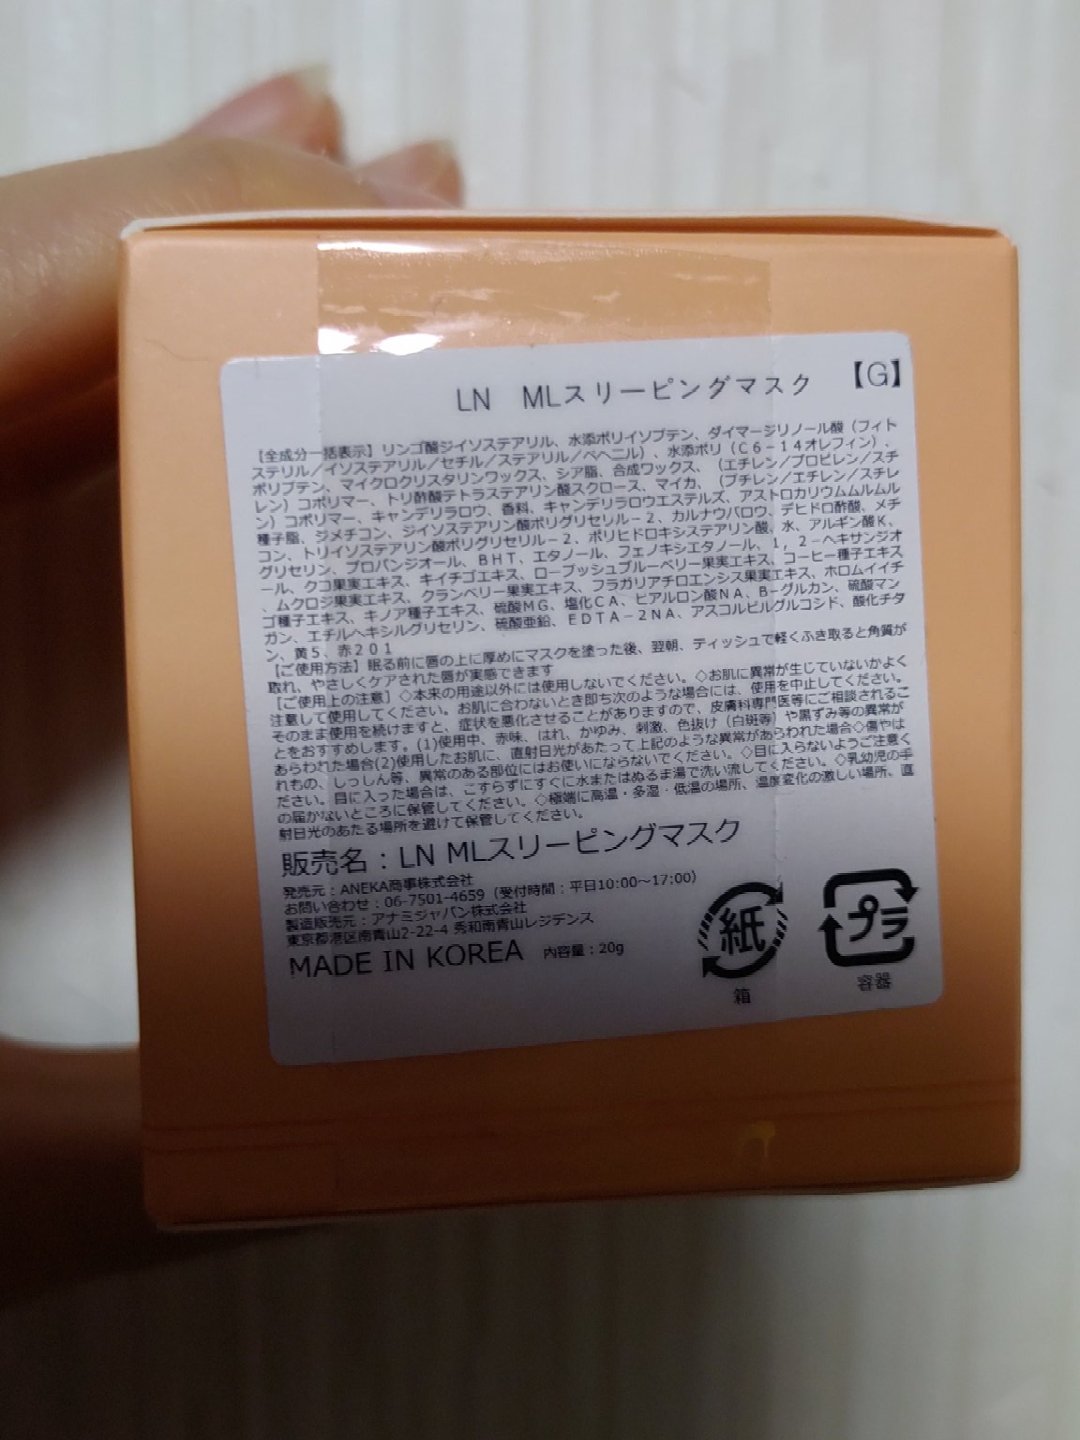 LN MLスリーピングマスク 【G】
【全成分一括表示】リンゴ酸ジイソステアリル、水添ポリイソブテン、ダイマージリノール酸（フィト
ステリル／イソステアリル／セチル／ステアリル／ベヘニル）、水添ポリ（C6－14オレフィン）、
ポリブテン、マイクロクリスタリンワックス、シア脂、合成ワックス、（エチレン／プロピレン／スチ
レン）コポリマー、トリ酢酸テトラステアリン酸スクロース、マイカ、（ブチレン／エチレン／スチレ
ン）コポリマー、キャンデリラロウ、香料、キャンデリラロウエステルズ、アストロカリウムムルムル
種子脂、ジメチコン、ジイソステアリン酸ポリグリセリル－2、カルナウバロウ、デヒドロ酢酸、メチ
コン、トリイソステアリン酸ポリグリセリル－2、ポリヒドロキシステアリン酸、水、アルギン酸K、
グリセリン、プロパンジオール、BHT、エタノール、フェノキシエタノール、1，2－ヘキサンジオ
ール、クコ果実エキス、キイチゴエキス、ローブッシュブルーベリー果実エキス、コーヒー種子エキス
、ムクロジ果実エキス、クランベリー果実エキス、フラガリアチロエンシス果実エキス、ホロムイイチ
ゴ種子エキス、キノア種子エキス、硫酸MG、塩化CA、ヒアルロン酸NA、B-グルカン、硫酸マン
ガン、エチルヘキシルグリセリン、硫酸亜鉛、EDTA－2NA、アスコルビルグルコシド、酸化チタ
ン、黄5、赤201
【ご使用方法】眠る前に唇の上に厚めにマスクを塗った後、翌朝、ティッシュで軽くふき取ると角質が
取れ、やさしくケアされた唇が実感できます
［ご使用上の注意］◇本来の用途以外には使用しないでください。◇お肌に異常が生じていないかよく
注意して使用してください。お肌に合わないとき即ち次のような場合には、使用を中止してください。
そのまま使用を続けますと、症状を悪化させることがありますので、皮膚科専門医等にご相談されるこ
とをおすすめします。(1)使用中、赤味、はれ、かゆみ、刺激、色抜け（白斑等）や黒ずみ等の異常が
あらわれた場合(2)使用したお肌に、直射日光があたって上記のような異常があらわれた場合◇傷やは
れもの、しっしん等、異常のある部位にはお使いにならないでください。◇目に入らないようご注意く
ださい。目に入った場合は、こすらずにすぐに水またはぬるま湯で洗い流してください。◇乳幼児の手
の届かないところに保管してください。◇極端に高温・多湿・低温の場所、温度変化の激しい場所、直
射日光のあたる場所を避けて保管してください。
販売名：LN MLスリーピングマスク
発売元：ANEKA商事株式会社
お問い合わせ：06-7501-4659（受付時間：平日10:00〜17:00）
製造販売元：アナミジャパン株式会社
東京都港区南青山2-22-4 秀和南青山レジデンス
MADE IN KOREA 内容量：20g
紙 プラ
箱 容器